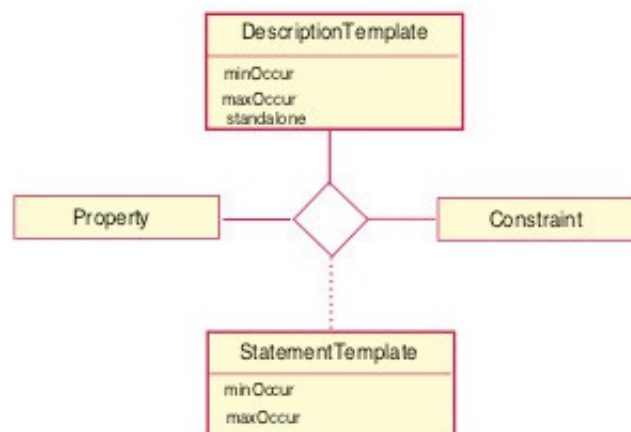 DescriptionTemplate
minOccur
maxOccur
standalone
Property
Constraint
StatementTemplate
minOccur
maxOccur